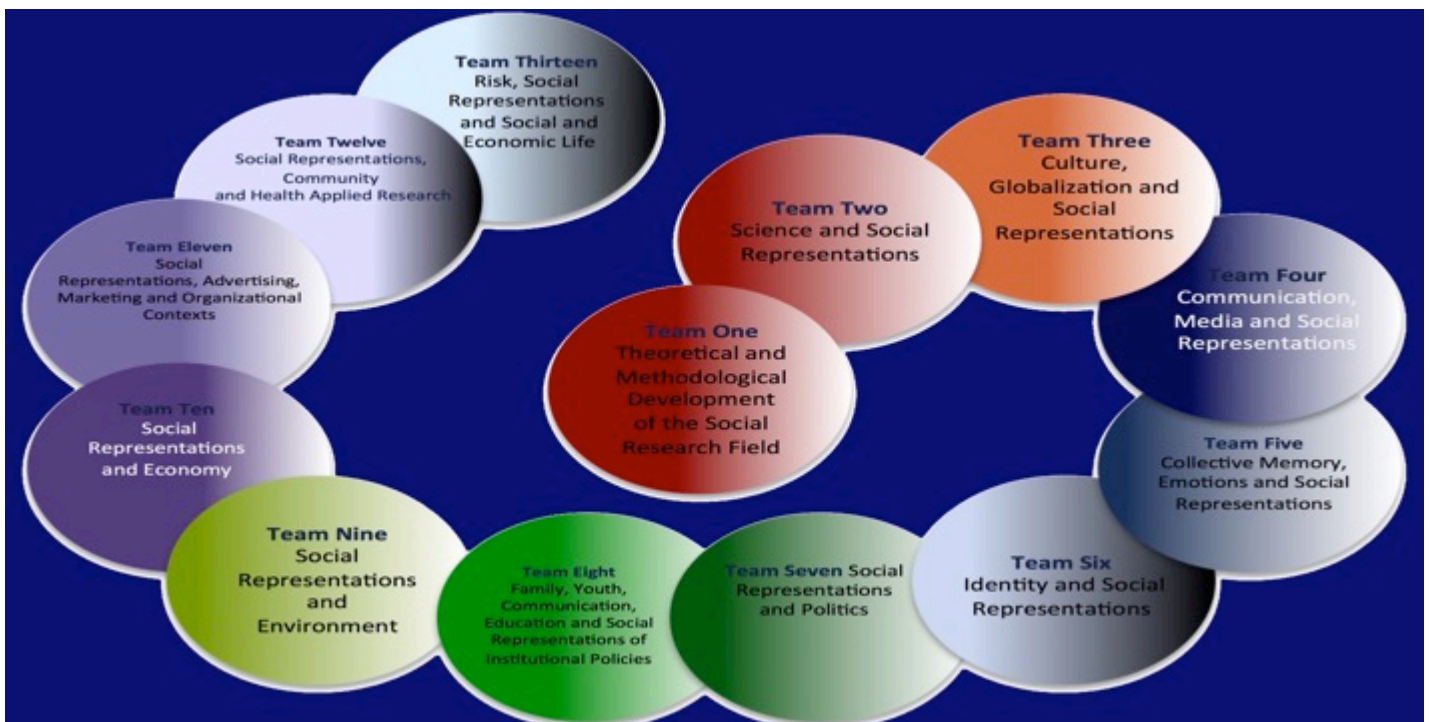 Team Thirteen
Risk, Social
Representations
and Social and
Economic Life
Team Twelve
Social Representations,
Community
and Health Applied Research
Team Eleven
Social
Representations, Advertising,
Marketing and Organizational
Contexts
Team Ten
Social
Representations
and Economy
Team Nine
Social
Representations
and
Environment
Team Eight
Family, Youth,
Communication,
Education and Social
Representations of
Institutional Policies
Team Seven Social
Representations
and Politics
Team Six
Identity and Social
Representations
Team Five
Collective Memory,
Emotions and Social
Representations
Team Four
Communication,
Media and Social
Representations
Team Three
Culture,
Globalization and
Social
Representations
Team Two
Science and Social
Representations
Team One
Theoretical and
Methodological
Development
of the Social
Research Field